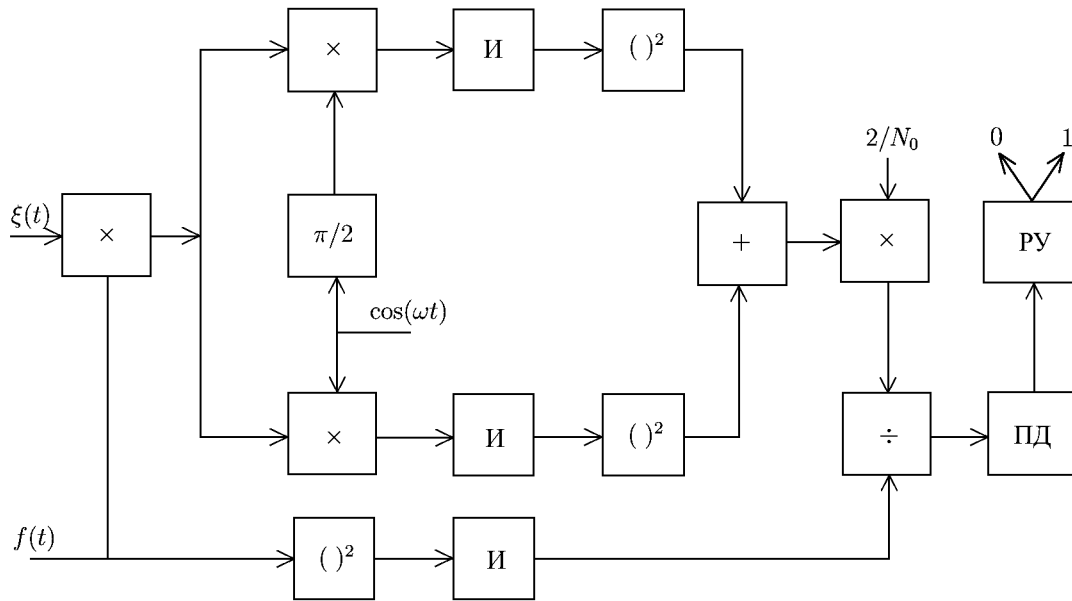 × И ( )²
2/N₀ 0 1
ξ(t) × π/2 + × РУ
cos(ωt)
× И ( )² ÷ ПД
f(t) ( )² И